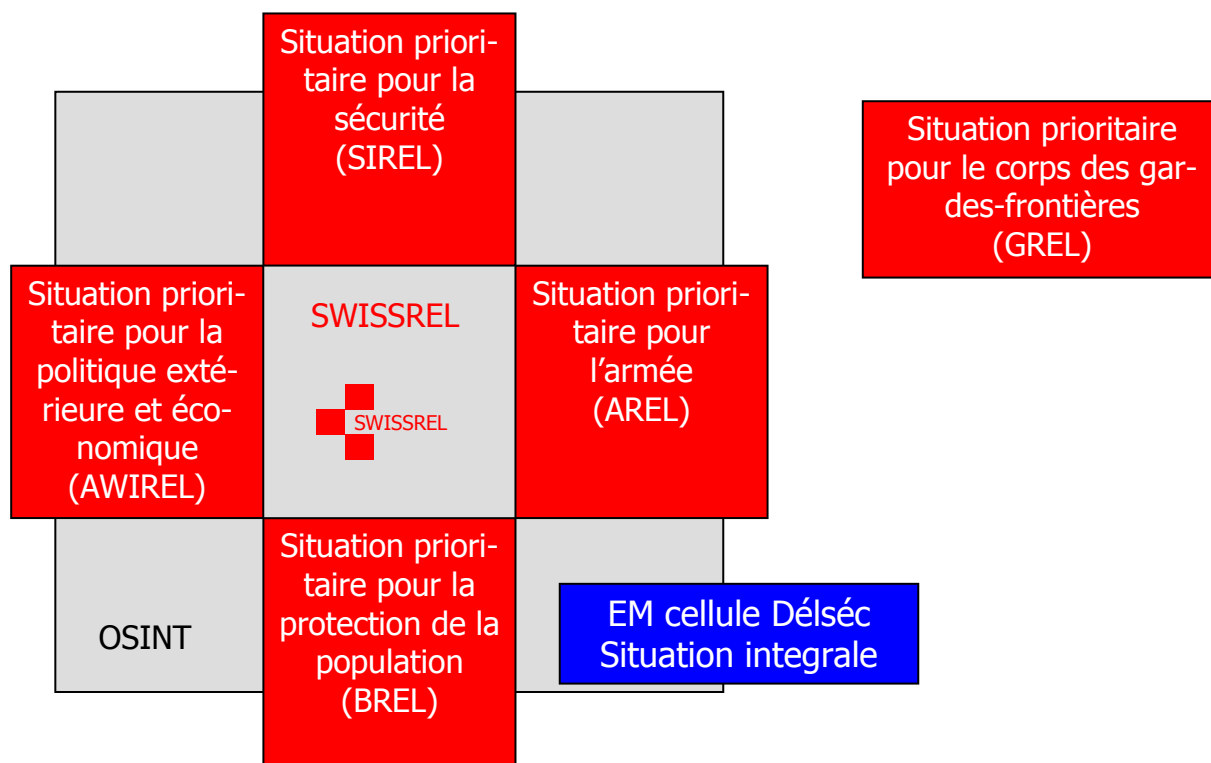 Situation priori-
taire pour la
sécurité
(SIREL)
Situation prioritaire
pour le corps des gar-
des-frontières
(GREL)
Situation priori-
taire pour la
politique exté-
rieure et éco-
nomique
(AWIREL)
SWISSREL
SWISSREL
Situation priori-
taire pour
l’armée
(AREL)
OSINT
Situation priori-
taire pour la
protection de la
population
(BREL)
EM cellule Délséc
Situation integrale